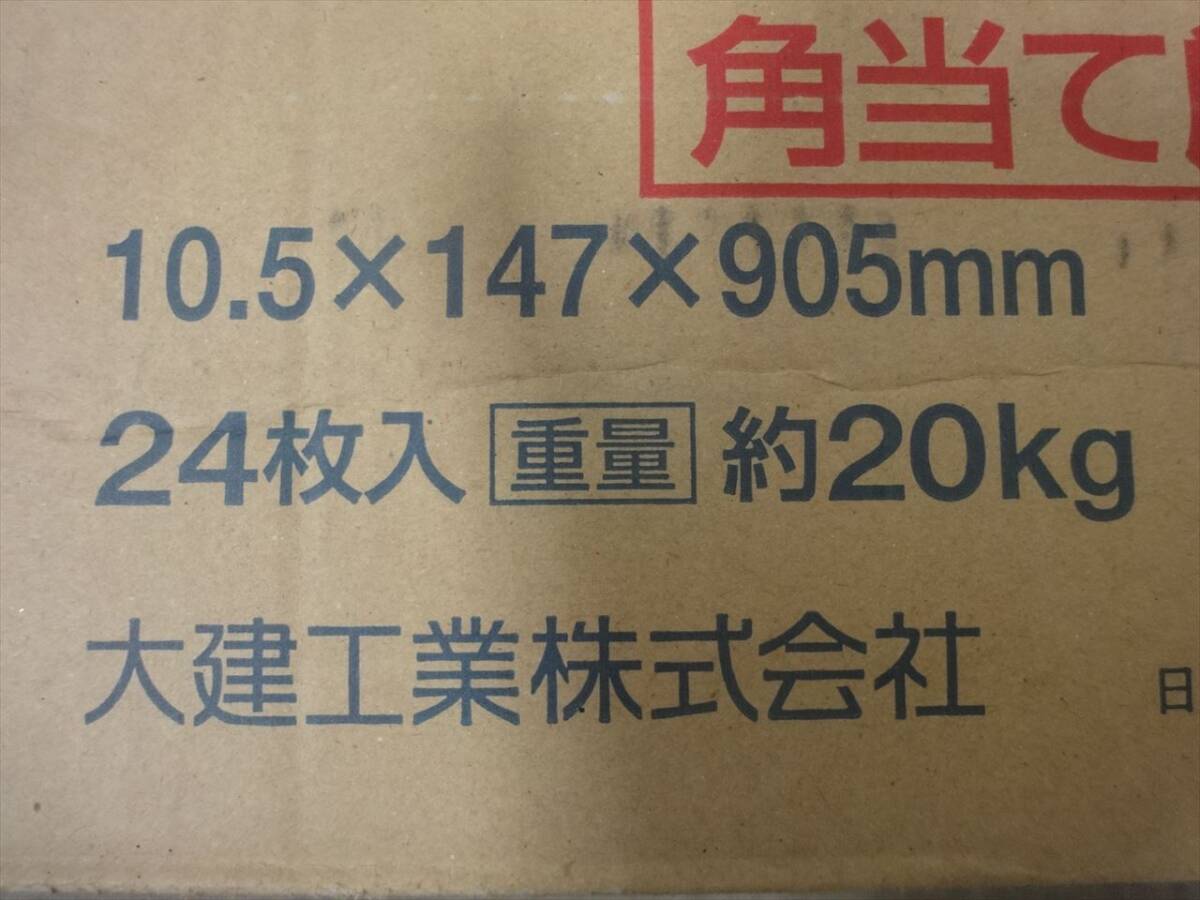 角当て
10.5×147×905mm
24枚入 重量 約20kg
大建工業株式会社 日